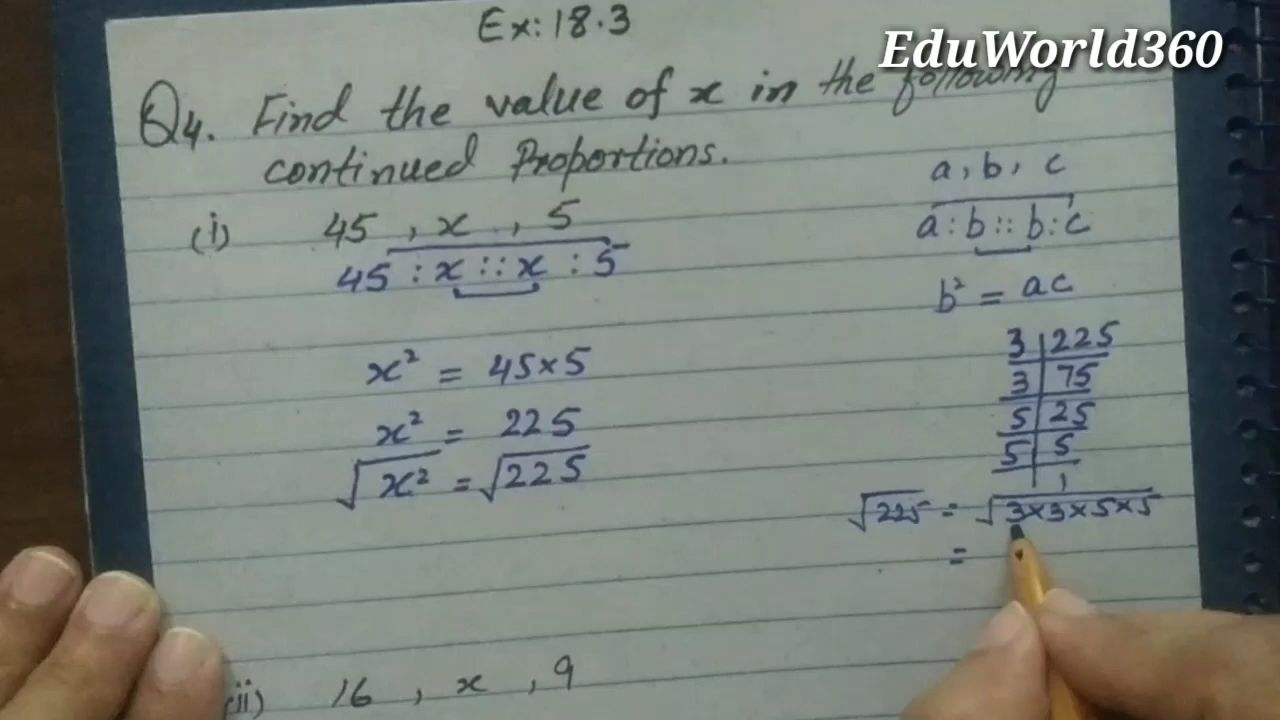 Ex: 18.3
EduWorld360
Q4. Find the value of x in the following
continued Proportions.
a, b, c
(i) 45 , x , 5
a : b :: b : c
45 : x :: x : 5
b² = ac
3 | 225
3 | 75
5 | 25
5 | 5
1
x² = 45×5
x² = 225
√x² = √225
√225 = √3×3×5×5
=
(ii) 16 , x , 9